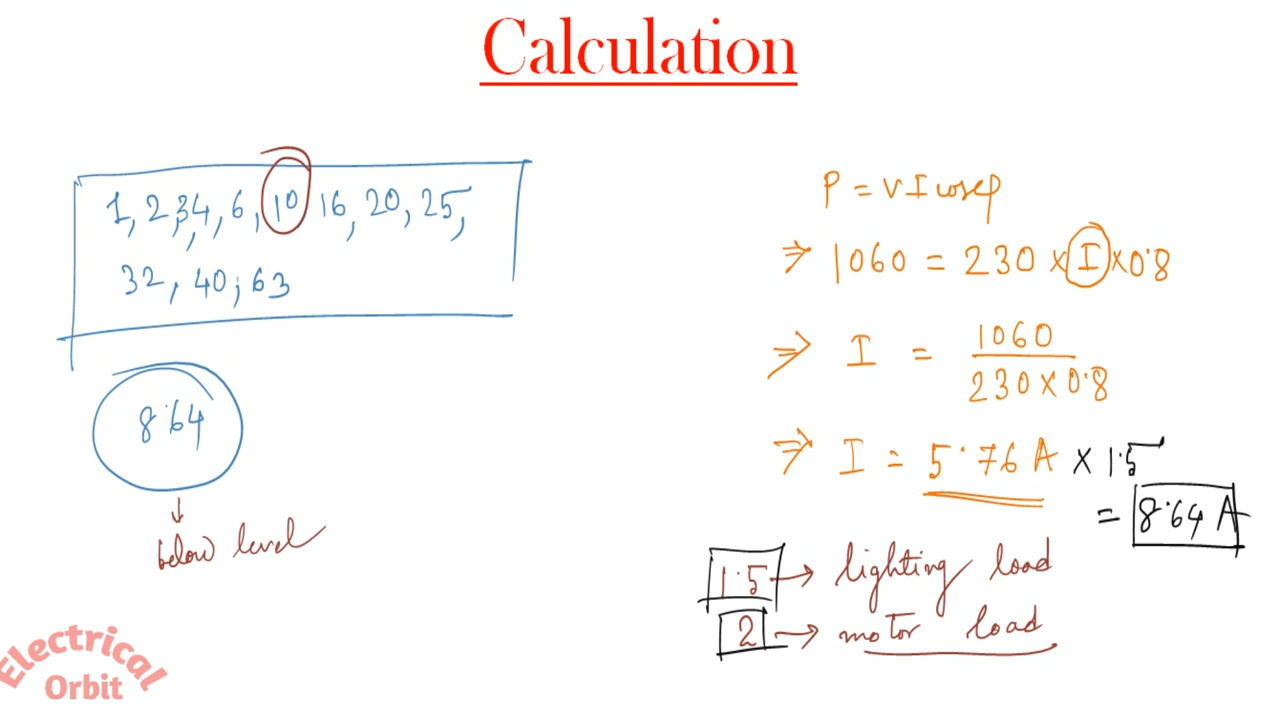 Calculation
1, 2, 3, 4, 6, 10 16, 20, 25,
32, 40, 63
8.64
↓
below level
P = VI cosφ
⇒ 1060 = 230 × I × 0.8
⇒ I = 1060 / 230 × 0.8
⇒ I = 5.76 A × 1.5
= 8.64 A
1.5 → lighting load
2 → motor load
Electrical
Orbit